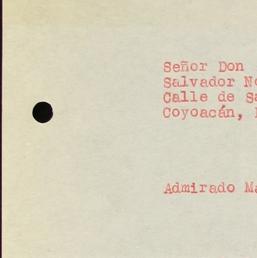 Señor Don
Salvador
Calle de
Coyoacán,
Admirado